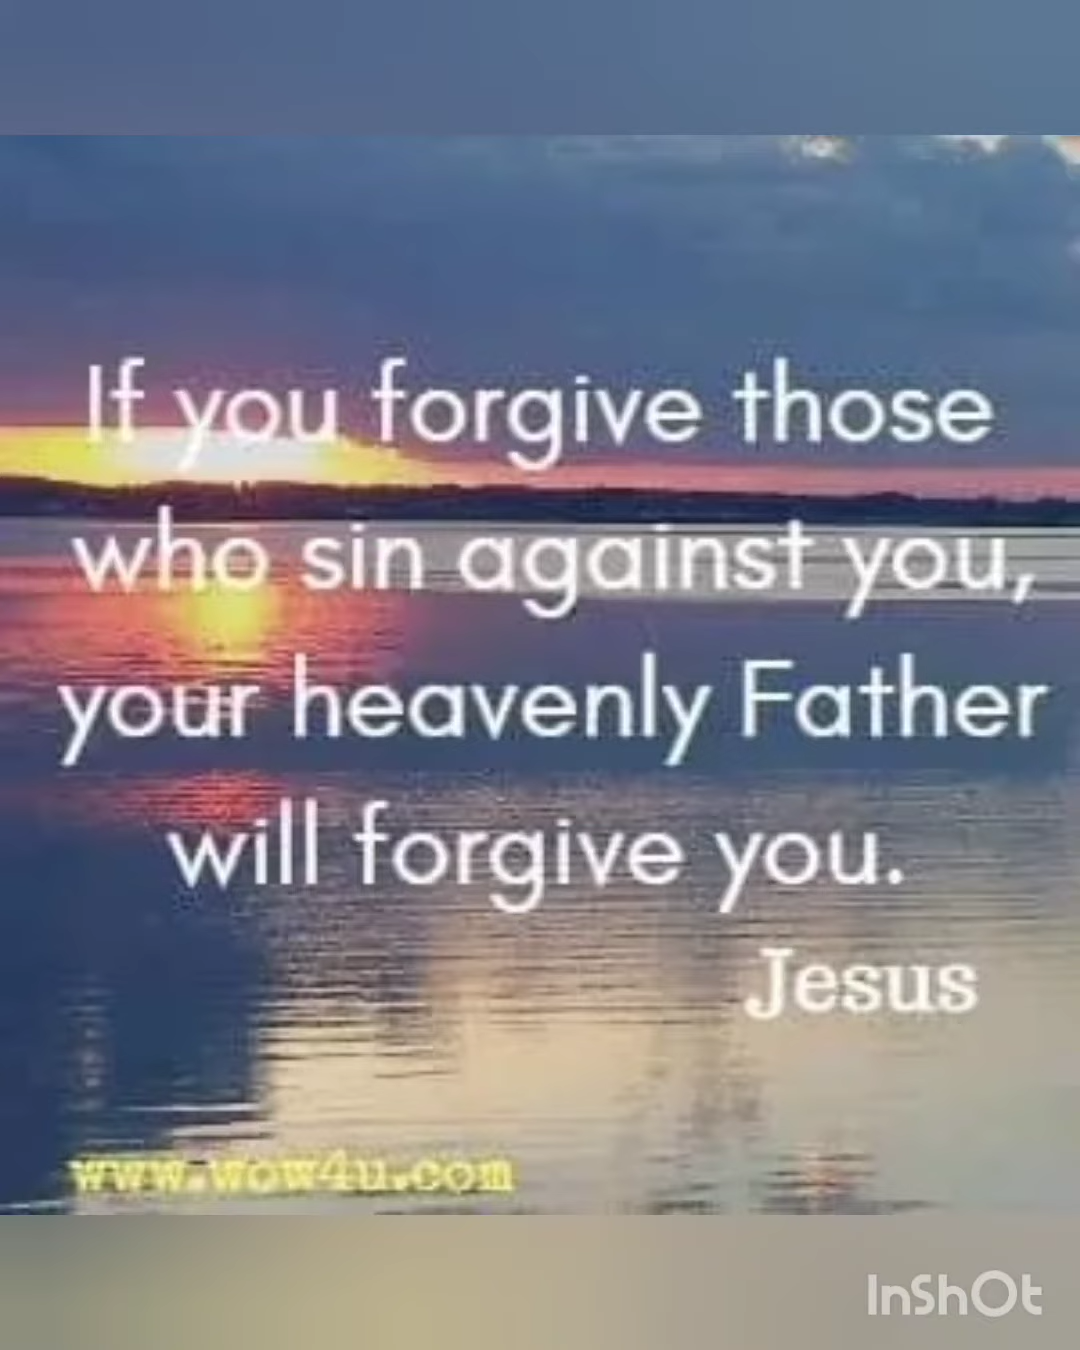 If you forgive those
who sin against you,
your heavenly Father
will forgive you.
Jesus
www.wow4u.com
InShOt